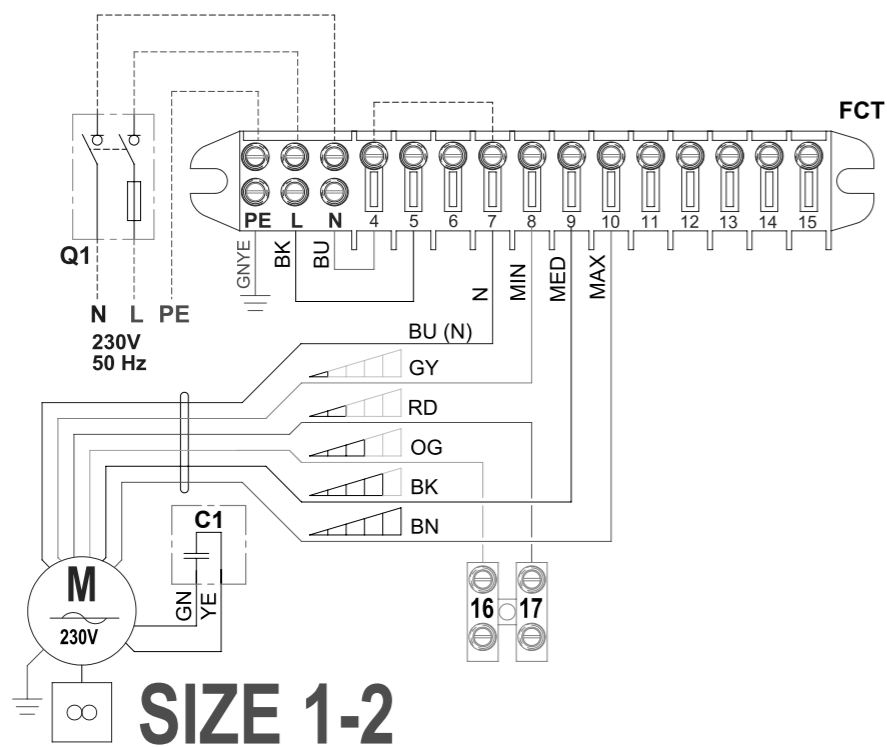 FCT
PE L N 4 5 6 7 8 9 10 11 12 13 14 15
Q1
GNYE
BK
BU
N
MIN
MED
MAX
N L PE
230V
50 Hz
BU (N)
GY
RD
OG
BK
BN
C1
GN
YE
M
230V
16 17
SIZE 1-2